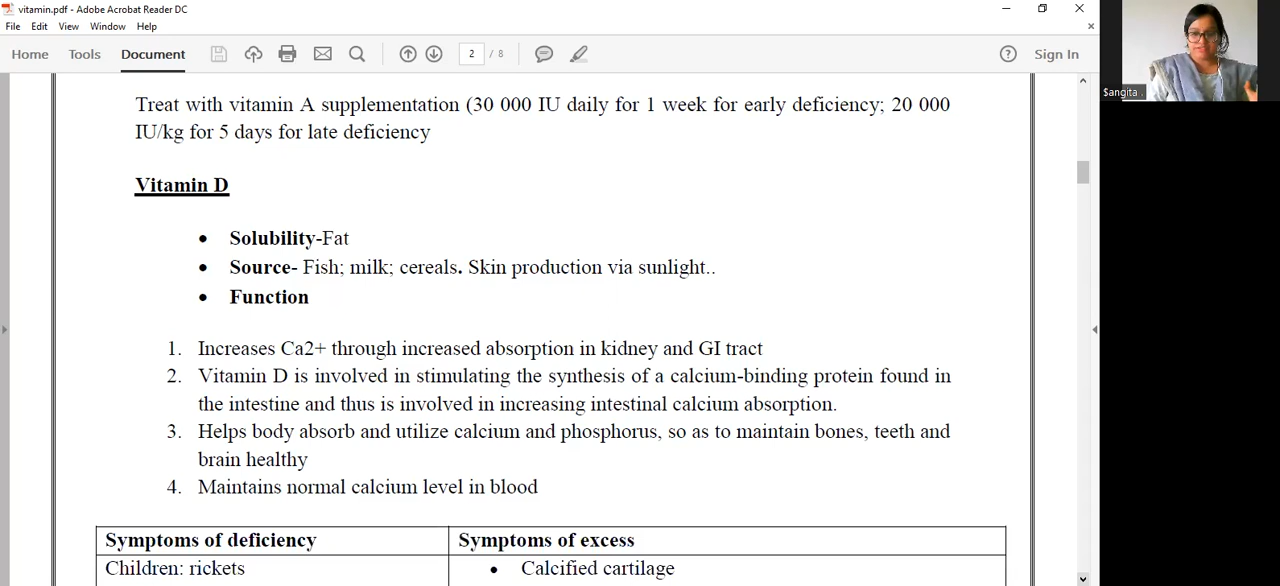 vitamin.pdf - Adobe Acrobat Reader DC
File Edit View Window Help
Home Tools Document 2 / 8 Sign In
Treat with vitamin A supplementation (30 000 IU daily for 1 week for early deficiency; 20 000
IU/kg for 5 days for late deficiency
Vitamin D
• Solubility-Fat
• Source- Fish; milk; cereals. Skin production via sunlight..
• Function
1. Increases Ca2+ through increased absorption in kidney and GI tract
2. Vitamin D is involved in stimulating the synthesis of a calcium-binding protein found in
the intestine and thus is involved in increasing intestinal calcium absorption.
3. Helps body absorb and utilize calcium and phosphorus, so as to maintain bones, teeth and
brain healthy
4. Maintains normal calcium level in blood
Symptoms of deficiency Symptoms of excess
Children: rickets • Calcified cartilage
Sangita .